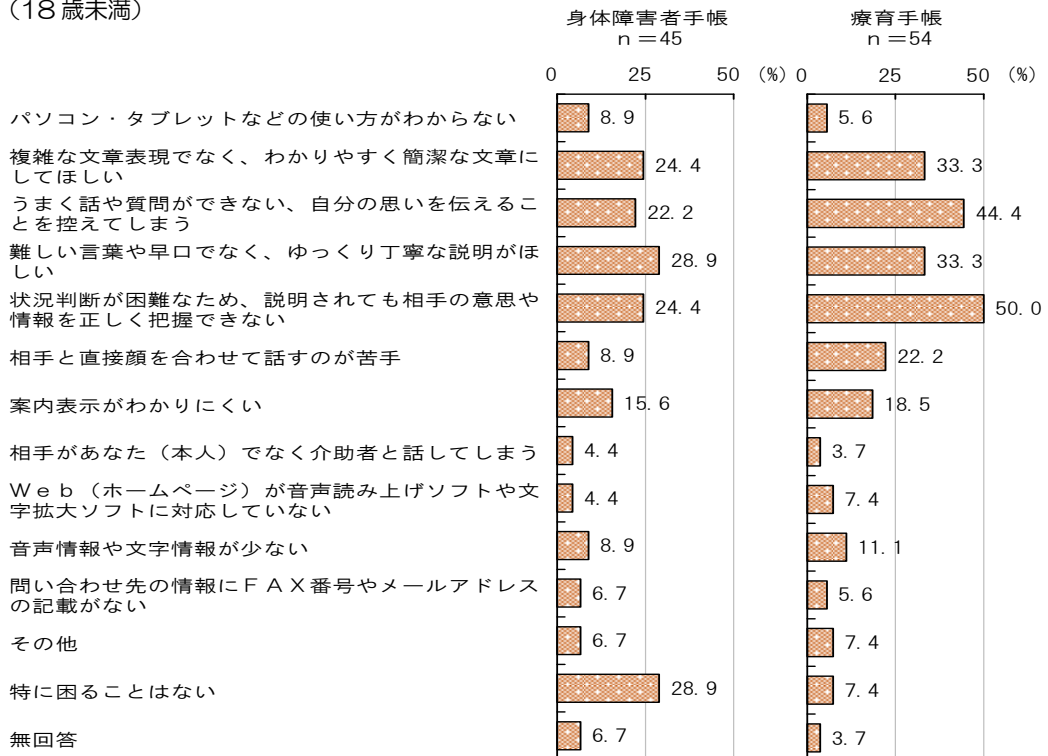 （18歳未満）
身体障害者手帳
ｎ＝45
療育手帳
ｎ＝54
0 25 50 (%)
0 25 50 (%)
パソコン・タブレットなどの使い方がわからない 8.9 5.6
複雑な文章表現でなく、わかりやすく簡潔な文章に
してほしい 24.4 33.3
うまく話や質問ができない、自分の思いを伝えるこ
とを控えてしまう 22.2 44.4
難しい言葉や早口でなく、ゆっくり丁寧な説明がほ
しい 28.9 33.3
状況判断が困難なため、説明されても相手の意思や
情報を正しく把握できない 24.4 50.0
相手と直接顔を合わせて話すのが苦手 8.9 22.2
案内表示がわかりにくい 15.6 18.5
相手があなた（本人）でなく介助者と話してしまう 4.4 3.7
Ｗｅｂ（ホームページ）が音声読み上げソフトや文
字拡大ソフトに対応していない 4.4 7.4
音声情報や文字情報が少ない 8.9 11.1
問い合わせ先の情報にＦＡＸ番号やメールアドレス
の記載がない 6.7 5.6
その他 6.7 7.4
特に困ることはない 28.9 7.4
無回答 6.7 3.7